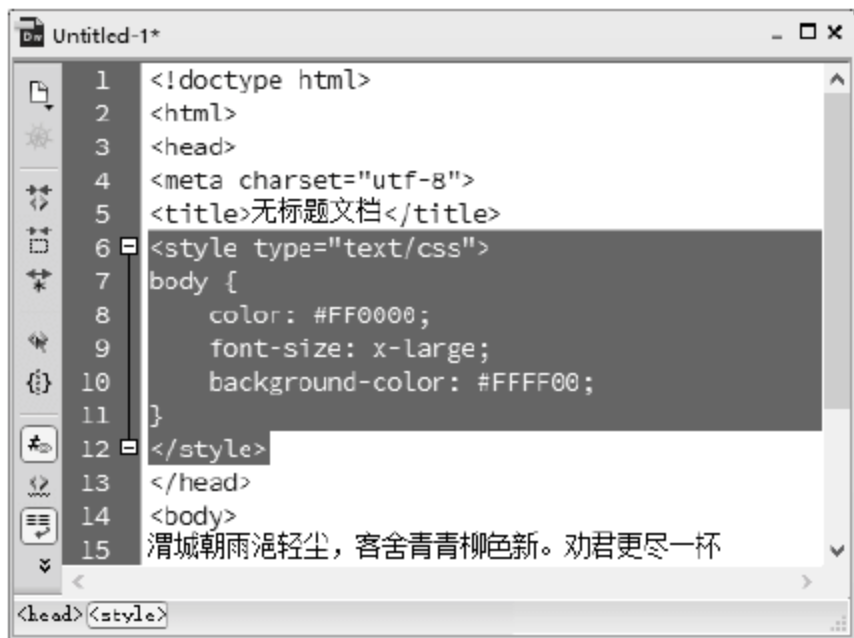 Dw Untitled-1*
1 <!doctype html>
2 <html>
3 <head>
4 <meta charset="utf-8">
5 <title>无标题文档</title>
6 <style type="text/css">
7 body {
8 color: #FF0000;
9 font-size: x-large;
10 background-color: #FFFF00;
11 }
12 </style>
13 </head>
14 <body>
15 渭城朝雨浥轻尘，客舍青青柳色新。劝君更尽一杯
<head><style>